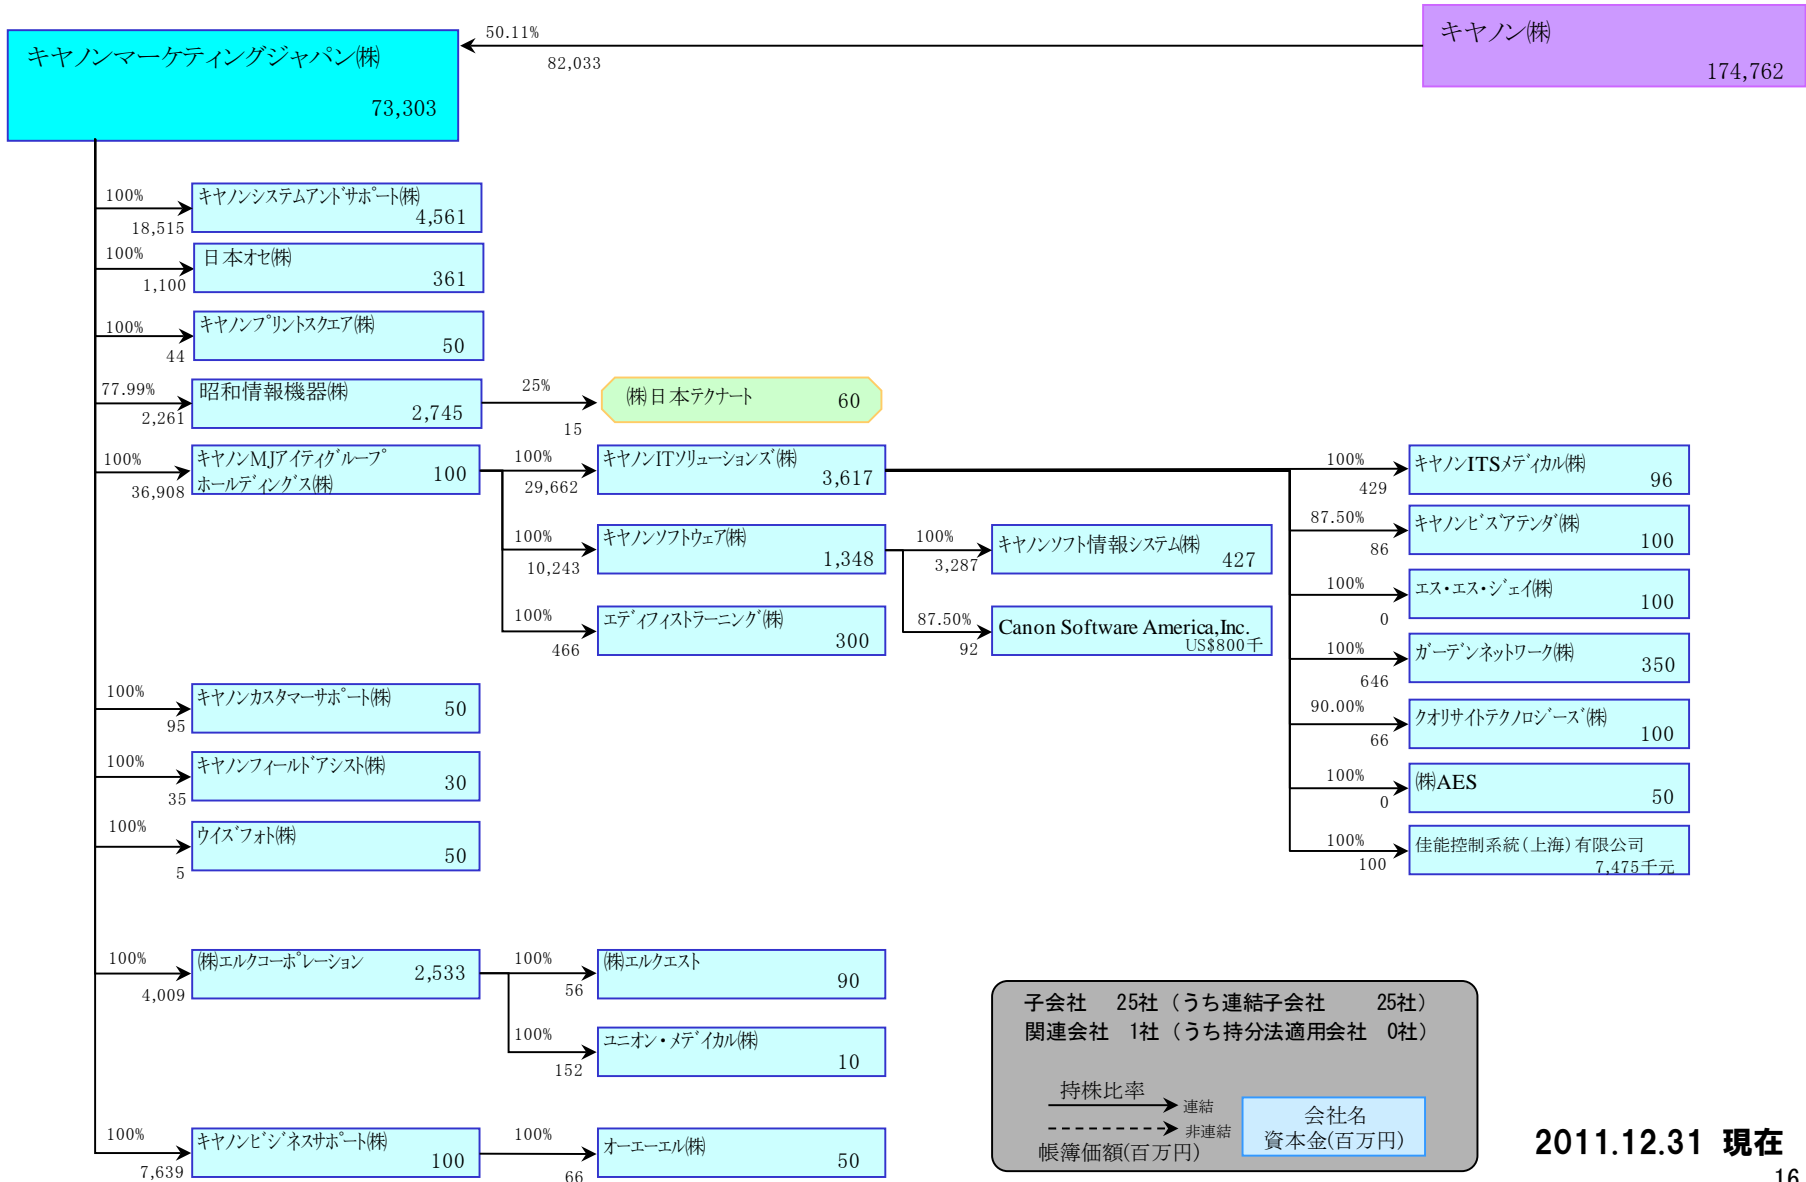 キヤノンマーケティングジャパン㈱
73,303
50.11%
82,033
キヤノン㈱
174,762
100%
18,515
キヤノンシステムアンドサポート㈱
4,561
100%
1,100
日本オセ㈱
361
100%
44
キヤノンプリントスクエア㈱
50
77.99%
2,261
昭和情報機器㈱
2,745
25%
15
㈱日本テクナート
60
100%
36,908
キヤノンMJアイティグループ
ホールディングス㈱
100
100%
29,662
キヤノンITソリューションズ㈱
3,617
100%
429
キヤノンITSメディカル㈱
96
87.50%
86
キヤノンビズアテンダ㈱
100
100%
10,243
キヤノンソフトウェア㈱
1,348
100%
3,287
キヤノンソフト情報システム㈱
427
100%
0
エス・エス・ジェイ㈱
100
100%
466
エディフィストラーニング㈱
300
87.50%
92
Canon Software America,Inc.
US$800千
100%
646
ガーデンネットワーク㈱
350
90.00%
66
クオリサイトテクノロジーズ㈱
100
100%
0
㈱AES
50
100%
100
佳能控制系統(上海)有限公司
7,475千元
100%
95
キヤノンカスタマーサポート㈱
50
100%
35
キヤノンフィールドアシスト㈱
30
100%
5
ウイズフォト㈱
50
100%
4,009
㈱エルクコーポレーション
2,533
100%
56
㈱エルクエスト
90
100%
152
ユニオン・メデイカル㈱
10
100%
7,639
キヤノンビジネスサポート㈱
100
100%
66
オーエーエル㈱
50
子会社 25社(うち連結子会社 25社)
関連会社 1社(うち持分法適用会社 0社)
持株比率
連結
非連結
帳簿価額(百万円)
会社名
資本金(百万円)
2011.12.31 現在
16